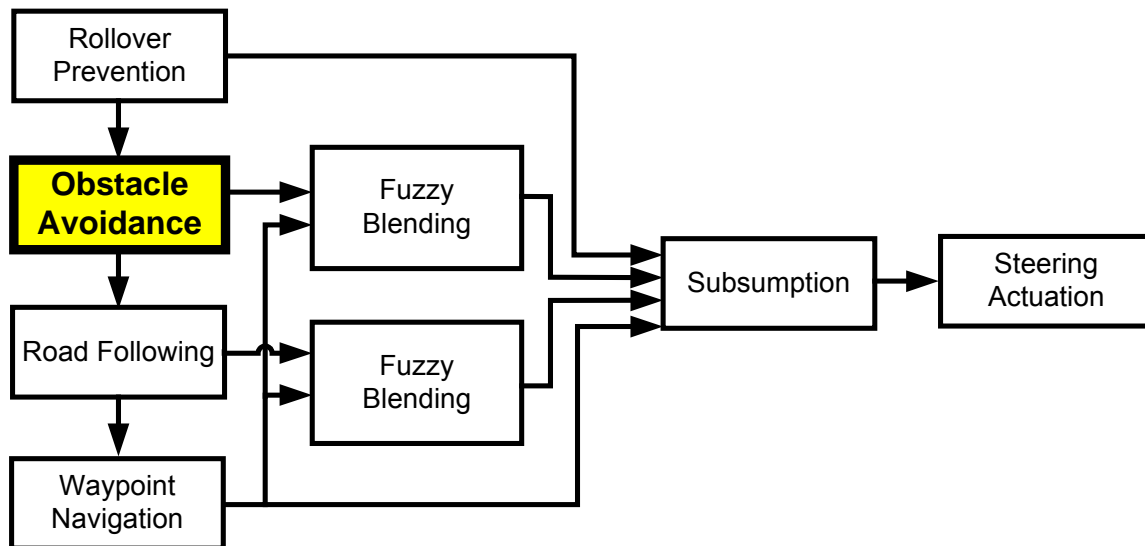 Rollover
Prevention
Obstacle
Avoidance
Fuzzy
Blending
Subsumption
Steering
Actuation
Road Following
Fuzzy
Blending
Waypoint
Navigation